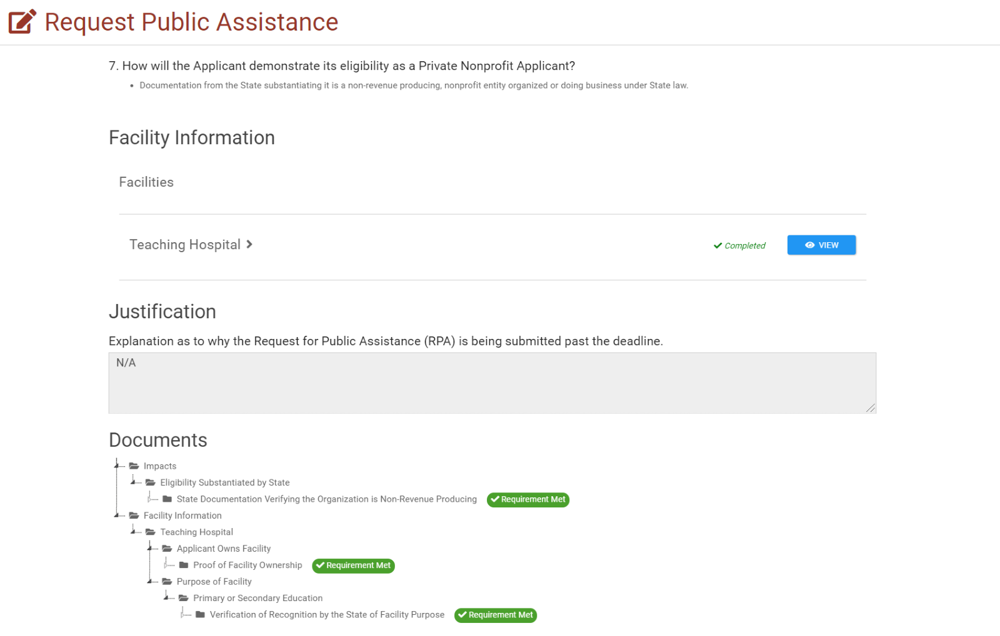 Request Public Assistance
7. How will the Applicant demonstrate its eligibility as a Private Nonprofit Applicant?
• Documentation from the State substantiating it is a non-revenue producing, nonprofit entity organized or doing business under State law.
Facility Information
Facilities
Teaching Hospital
Completed
VIEW
Justification
Explanation as to why the Request for Public Assistance (RPA) is being submitted past the deadline.
N/A
Documents
Impacts
Eligibility Substantiated by State
State Documentation Verifying the Organization is Non-Revenue Producing Requirement Met
Facility Information
Teaching Hospital
Applicant Owns Facility
Proof of Facility Ownership Requirement Met
Purpose of Facility
Primary or Secondary Education
Verification of Recognition by the State of Facility Purpose Requirement Met